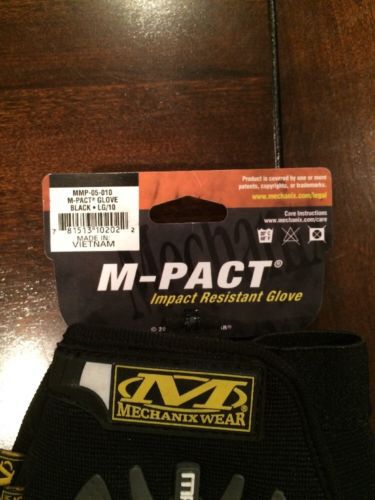 MMP-05-010
M-PACT® GLOVE
BLACK • LG/10
7 81513 10202 2
MADE IN:
VIETNAM
Product is covered by one or more
patents, copyrights, or trademarks.
www.mechanix.com/legal
Care Instructions
www.mechanix.com/care
M-PACT®
Impact Resistant Glove
M
MECHANIX WEAR
M